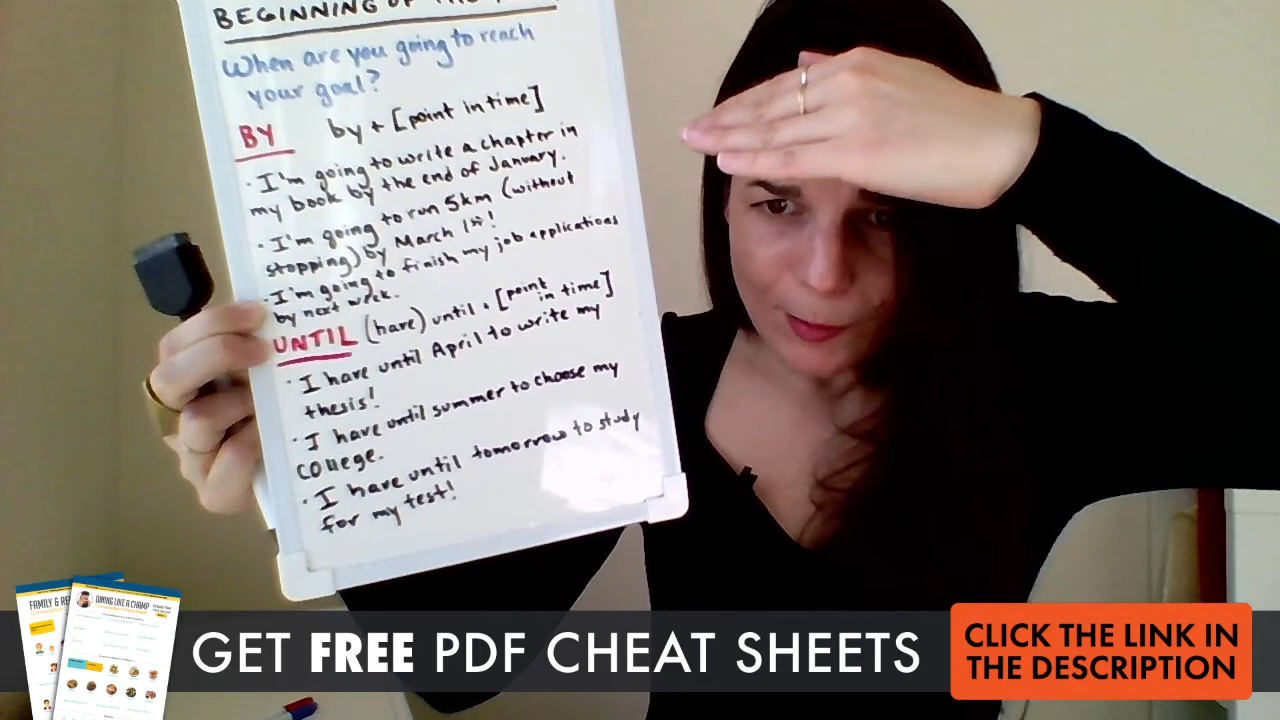 BEGINNING OF THE
When are you going to reach
your goal?
BY by + [point in time]
• I'm going to write a chapter in
my book by the end of January.
• I'm going to run 5km (without
stopping) by March 1st!
• I'm going to finish my job applications
by next week.
UNTIL (have) until + [point
in time]
• I have until April to write my
thesis!
• I have until summer to choose my
college.
• I have until tomorrow to study
for my test!
FAMILY & RE
DINING LIKE A CHAMP
GET FREE PDF CHEAT SHEETS
CLICK THE LINK IN
THE DESCRIPTION